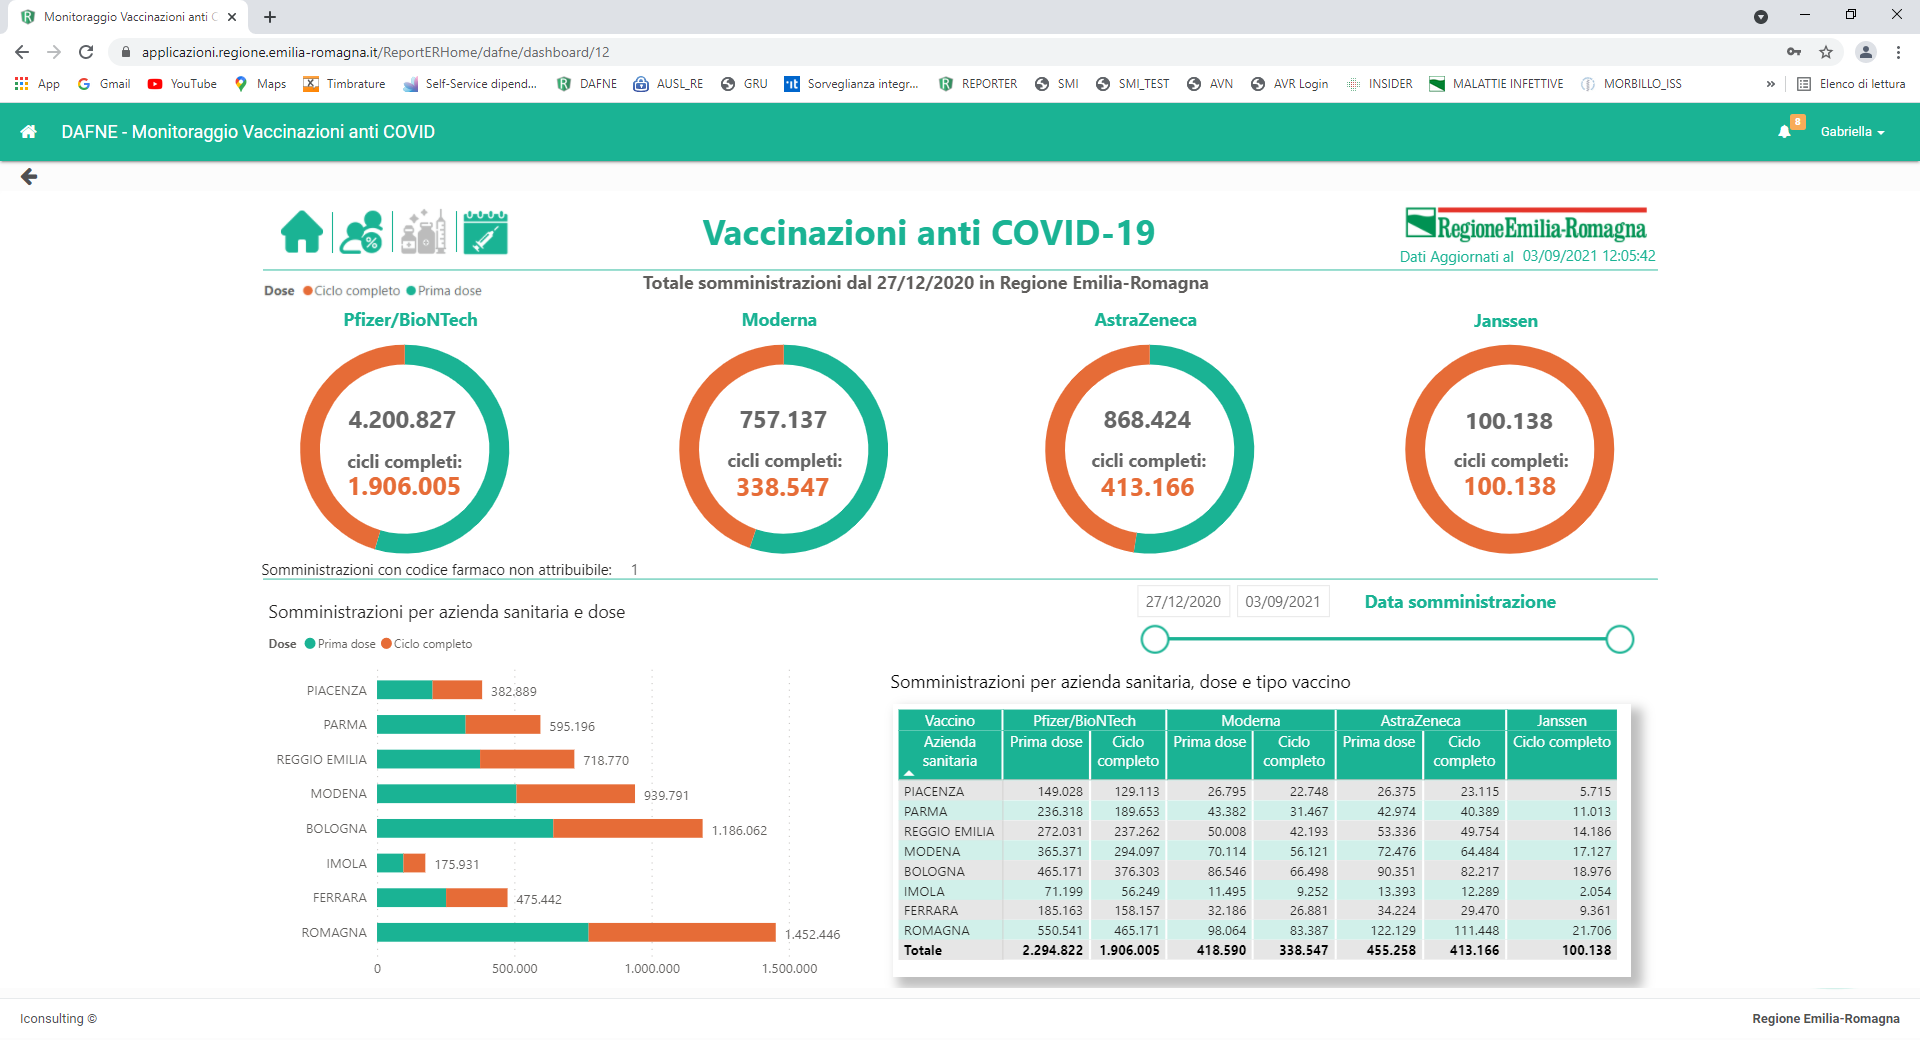 Monitoraggio Vaccinazioni anti C
applicazioni.regione.emilia-romagna.it/ReportERHome/dafne/dashboard/12
App Gmail YouTube Maps Timbrature Self-Service dipend... DAFNE AUSL_RE GRU Sorveglianza integr... REPORTER SMI SMI_TEST AVN AVR Login INSIDER MALATTIE INFETTIVE MORBILLO_ISS » Elenco di lettura
DAFNE - Monitoraggio Vaccinazioni anti COVID 8 Gabriella
Vaccinazioni anti COVID-19
RegioneEmilia-Romagna
Dati Aggiornati al 03/09/2021 12:05:42
Totale somministrazioni dal 27/12/2020 in Regione Emilia-Romagna
Dose Ciclo completo Prima dose
Pfizer/BioNTech Moderna AstraZeneca Janssen
4.200.827 757.137 868.424 100.138
cicli completi: cicli completi: cicli completi: cicli completi:
1.906.005 338.547 413.166 100.138
Somministrazioni con codice farmaco non attribuibile: 1
Somministrazioni per azienda sanitaria e dose
Dose Prima dose Ciclo completo
PIACENZA 382.889
PARMA 595.196
REGGIO EMILIA 718.770
MODENA 939.791
BOLOGNA 1.186.062
IMOLA 175.931
FERRARA 475.442
ROMAGNA 1.452.446
0 500.000 1.000.000 1.500.000
27/12/2020 03/09/2021 Data somministrazione
Somministrazioni per azienda sanitaria, dose e tipo vaccino
Vaccino Pfizer/BioNTech Moderna AstraZeneca Janssen
Azienda Prima dose Ciclo Prima dose Ciclo Prima dose Ciclo Ciclo completo
sanitaria completo completo completo
PIACENZA 149.028 129.113 26.795 22.748 26.375 23.115 5.715
PARMA 236.318 189.653 43.382 31.467 42.974 40.389 11.013
REGGIO EMILIA 272.031 237.262 50.008 42.193 53.336 49.754 14.186
MODENA 365.371 294.097 70.114 56.121 72.476 64.484 17.127
BOLOGNA 465.171 376.303 86.546 66.498 90.351 82.217 18.976
IMOLA 71.199 56.249 11.495 9.252 13.393 12.289 2.054
FERRARA 185.163 158.157 32.186 26.881 34.224 29.470 9.361
ROMAGNA 550.541 465.171 98.064 83.387 122.129 111.448 21.706
Totale 2.294.822 1.906.005 418.590 338.547 455.258 413.166 100.138
Iconsulting © Regione Emilia-Romagna